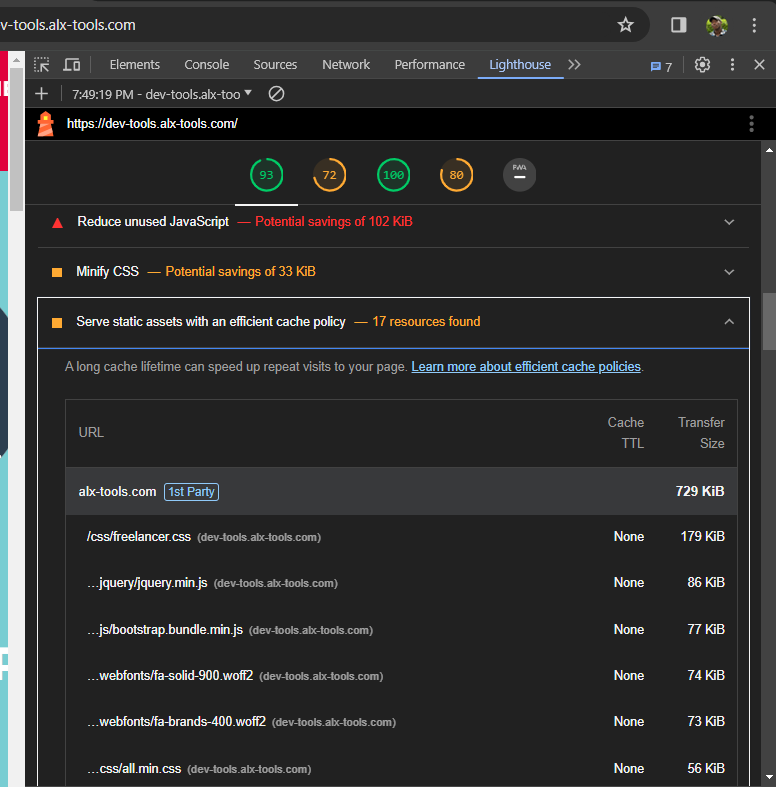 v-tools.alx-tools.com
Elements Console Sources Network Performance Lighthouse 7
7:49:19 PM - dev-tools.alx-too
https://dev-tools.alx-tools.com/
93 72 100 80 PWA
Reduce unused JavaScript — Potential savings of 102 KiB
Minify CSS — Potential savings of 33 KiB
Serve static assets with an efficient cache policy — 17 resources found
A long cache lifetime can speed up repeat visits to your page. Learn more about efficient cache policies.
URL Cache TTL Transfer Size
alx-tools.com 1st Party 729 KiB
/css/freelancer.css (dev-tools.alx-tools.com) None 179 KiB
…jquery/jquery.min.js (dev-tools.alx-tools.com) None 86 KiB
…js/bootstrap.bundle.min.js (dev-tools.alx-tools.com) None 77 KiB
…webfonts/fa-solid-900.woff2 (dev-tools.alx-tools.com) None 74 KiB
…webfonts/fa-brands-400.woff2 (dev-tools.alx-tools.com) None 73 KiB
…css/all.min.css (dev-tools.alx-tools.com) None 56 KiB